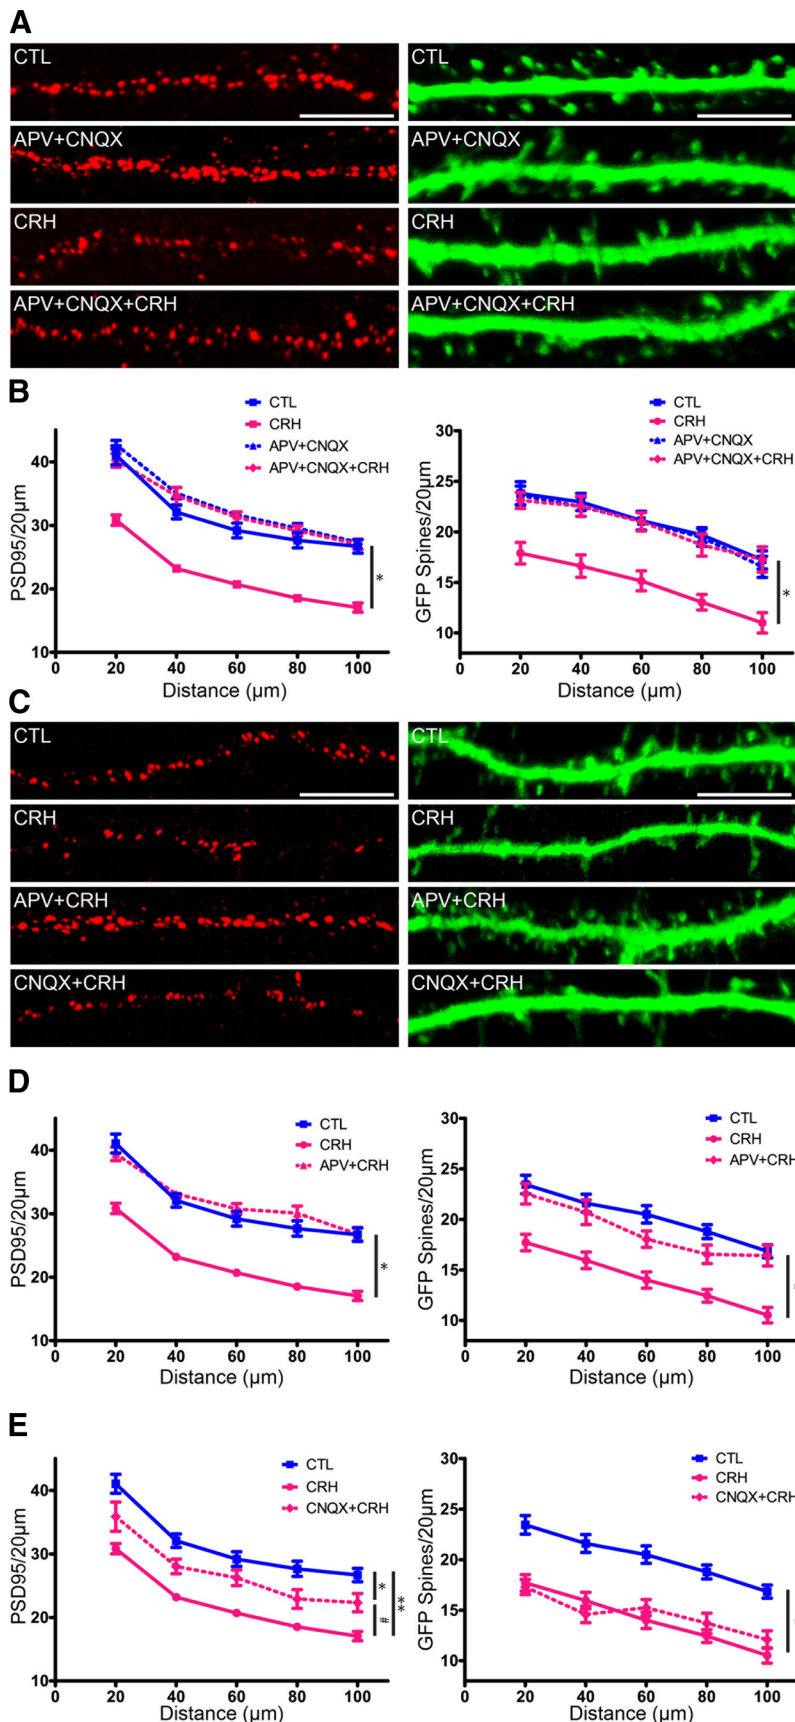 A
CTL
CTL
APV+CNQX
APV+CNQX
CRH
CRH
APV+CNQX+CRH
APV+CNQX+CRH
B
CTL
CRH
APV+CNQX
APV+CNQX+CRH
PSD95/20µm
40
30
20
10
*
0 20 40 60 80 100
Distance (µm)
CTL
CRH
APV+CNQX
APV+CNQX+CRH
GFP Spines/20µm
30
25
20
15
10
*
0 20 40 60 80 100
Distance (µm)
C
CTL
CTL
CRH
CRH
APV+CRH
APV+CRH
CNQX+CRH
CNQX+CRH
D
CTL
CRH
APV+CRH
PSD95/20µm
40
30
20
10
*
0 20 40 60 80 100
Distance (µm)
CTL
CRH
APV+CRH
GFP Spines/20µm
30
25
20
15
10
0 20 40 60 80 100
Distance (µm)
E
CTL
CRH
CNQX+CRH
PSD95/20µm
40
30
20
10
*
**
#
0 20 40 60 80 100
Distance (µm)
CTL
CRH
CNQX+CRH
GFP Spines/20µm
30
25
20
15
10
0 20 40 60 80 100
Distance (µm)